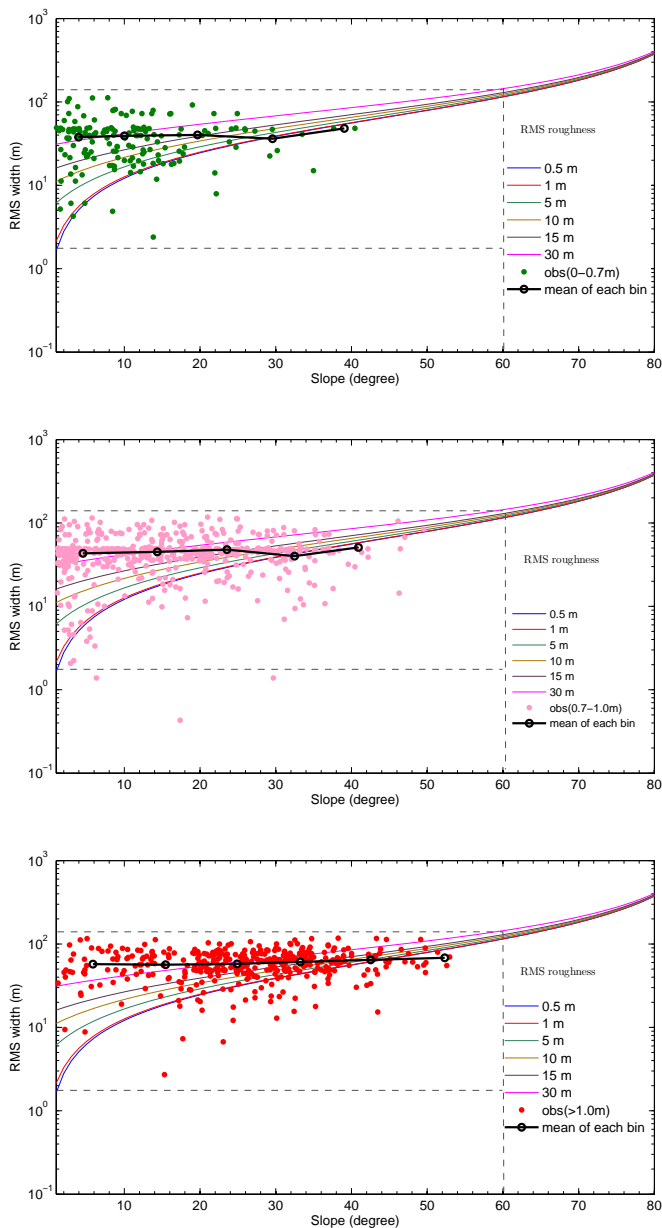 10³
10²
10¹
10⁰
10⁻¹
RMS width (m)
10 20 30 40 50 60 70 80
Slope (degree)
RMS roughness
0.5 m
1 m
5 m
10 m
15 m
30 m
obs(0−0.7m)
mean of each bin
10³
10²
10¹
10⁰
10⁻¹
RMS width (m)
10 20 30 40 50 60 70 80
Slope (degree)
RMS roughness
0.5 m
1 m
5 m
10 m
15 m
30 m
obs(0.7−1.0m)
mean of each bin
10³
10²
10¹
10⁰
10⁻¹
RMS width (m)
10 20 30 40 50 60 70 80
Slope (degree)
RMS roughness
0.5 m
1 m
5 m
10 m
15 m
30 m
obs(>1.0m)
mean of each bin